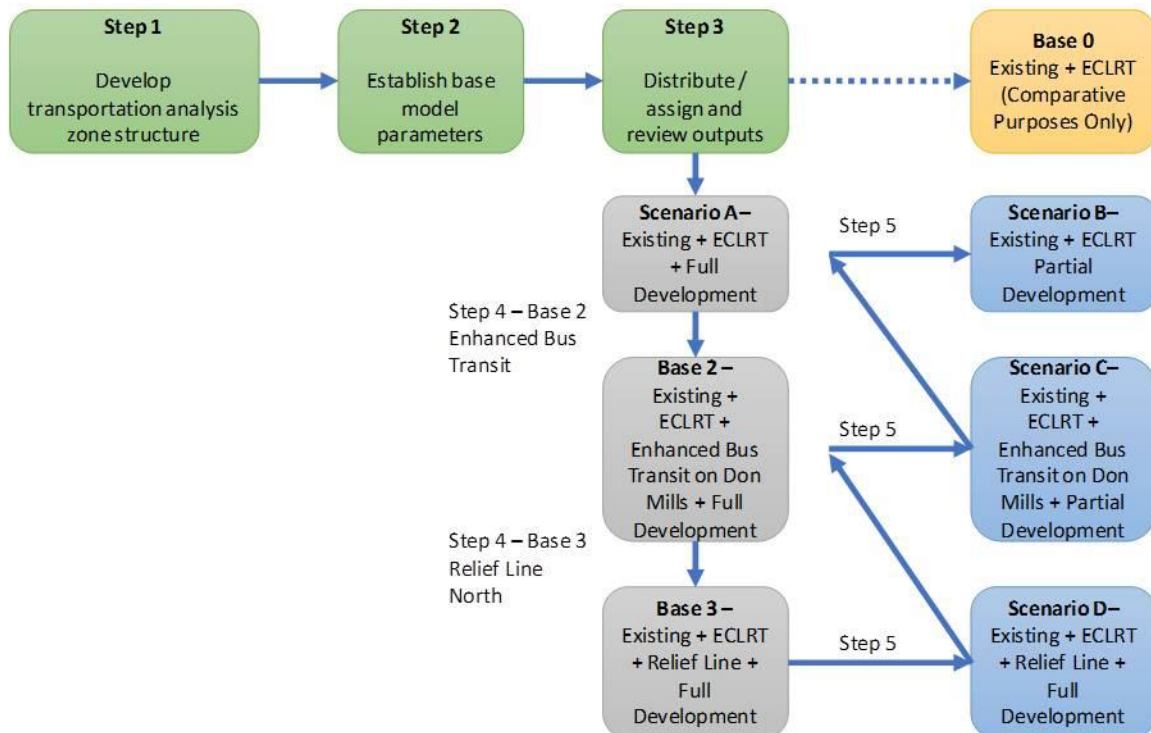 Step 1
Develop
transportation analysis
zone structure
Step 2
Establish base
model
parameters
Step 3
Distribute /
assign and
review outputs
Base 0
Existing + ECLRT
(Comparative
Purposes Only)
Scenario A–
Existing + ECLRT
+ Full
Development
Step 5
Scenario B–
Existing + ECLRT
Partial
Development
Step 4 – Base 2
Enhanced Bus
Transit
Base 2 –
Existing +
ECLRT +
Enhanced Bus
Transit on Don
Mills + Full
Development
Step 5
Scenario C–
Existing +
ECLRT +
Enhanced Bus
Transit on Don
Mills + Partial
Development
Step 4 – Base 3
Relief Line
North
Base 3 –
Existing + ECLRT
+ Relief Line +
Full
Development
Step 5
Scenario D–
Existing + ECLRT
+ Relief Line +
Full
Development